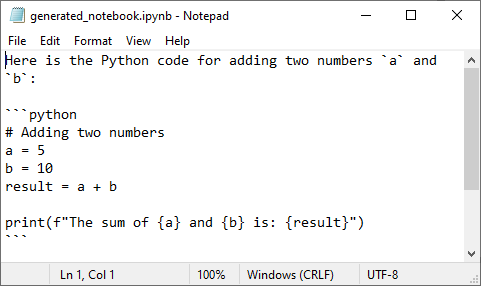 generated_notebook.ipynb - Notepad
File Edit Format View Help
Here is the Python code for adding two numbers `a` and
`b`:
```python
# Adding two numbers
a = 5
b = 10
result = a + b
print(f"The sum of {a} and {b} is: {result}")
```
Ln 1, Col 1 100% Windows (CRLF) UTF-8